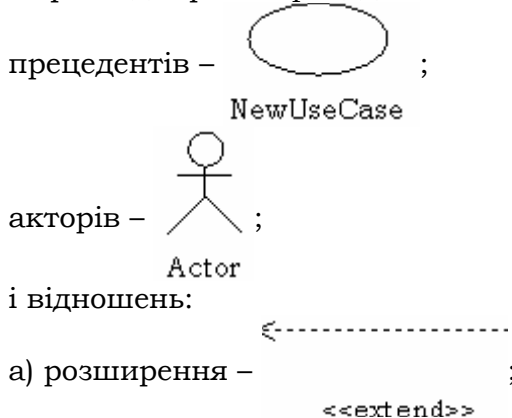 прецедентів – ;
NewUseCase
акторів – ;
Actor
і відношень:
а) розширення – ;
<<extend>>